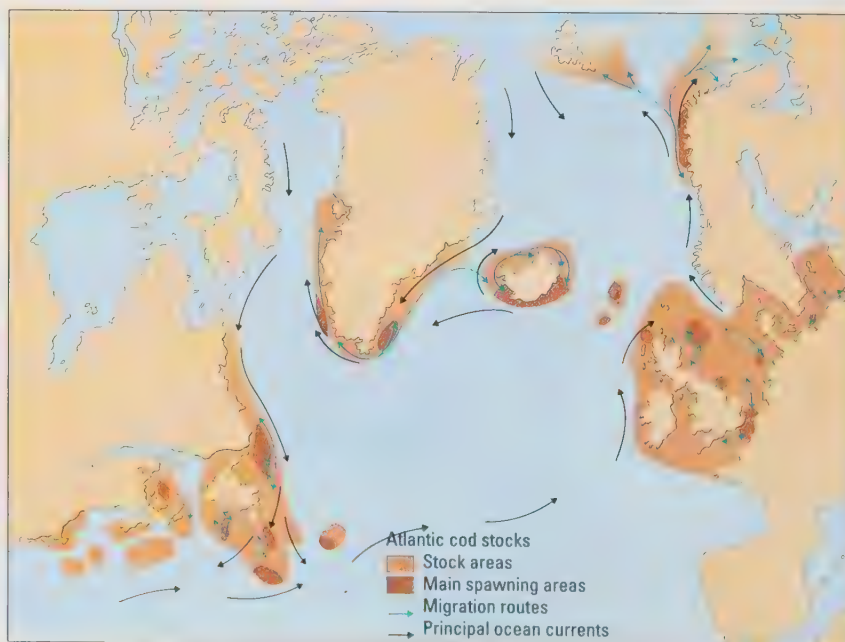 Atlantic cod stocks
Stock areas
Main spawning areas
Migration routes
Principal ocean currents